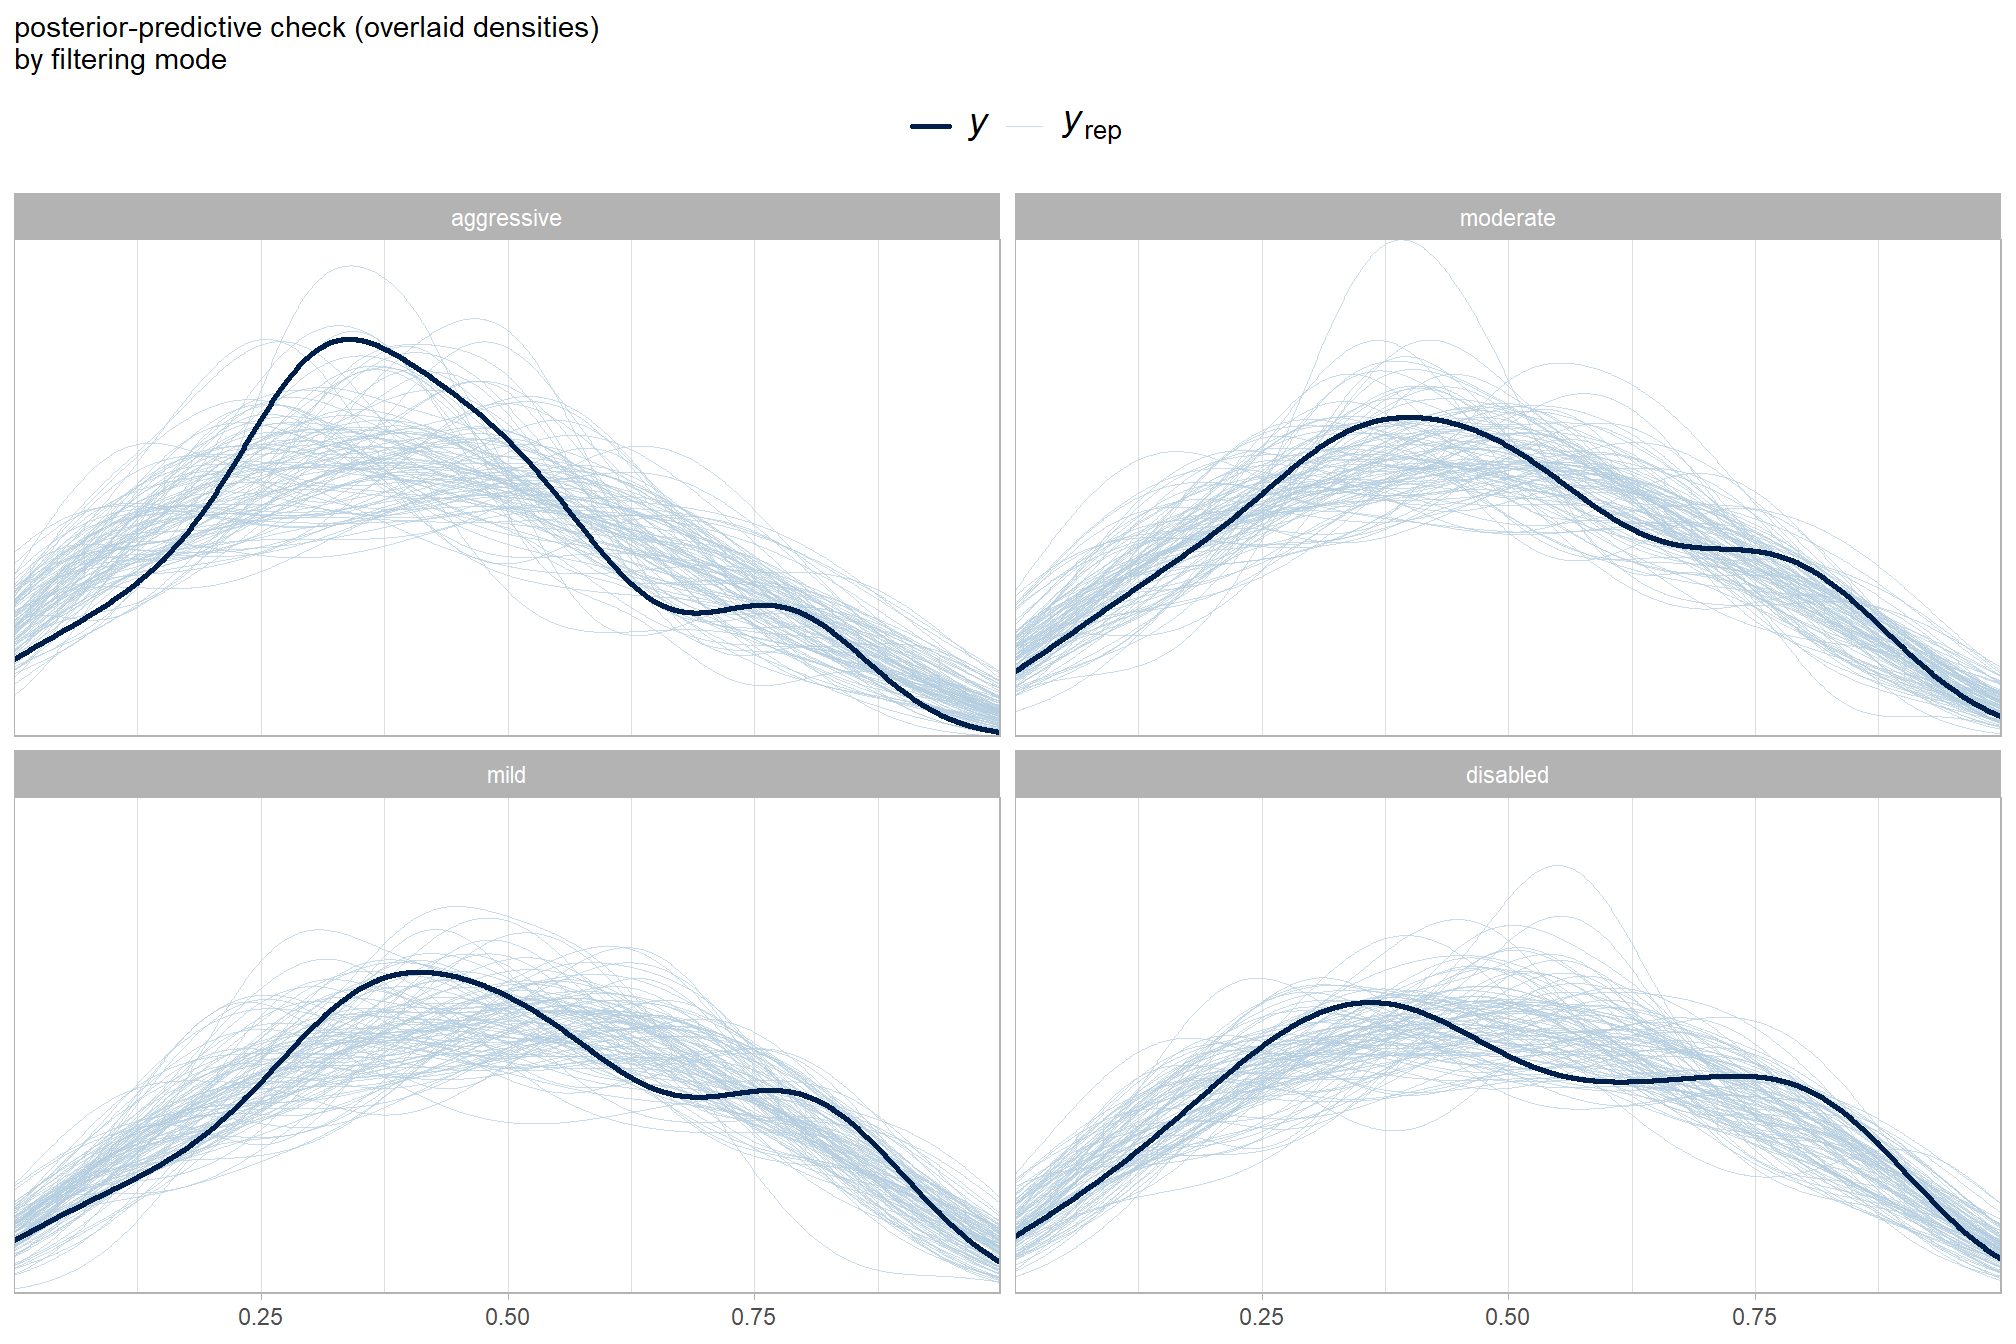 posterior-predictive check (overlaid densities)
by filtering mode
y y rep
aggressive moderate
mild disabled
0.25 0.50 0.75 0.25 0.50 0.75